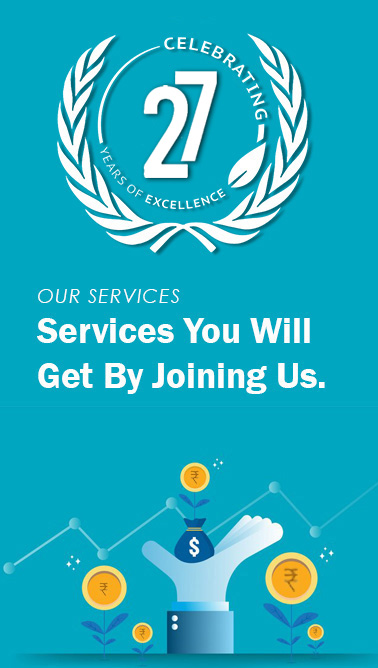 CELEBRATING
27
YEARS OF EXCELLENCE
OUR SERVICES
Services You Will
Get By Joining Us.
₹
$
₹
₹
₹
₹